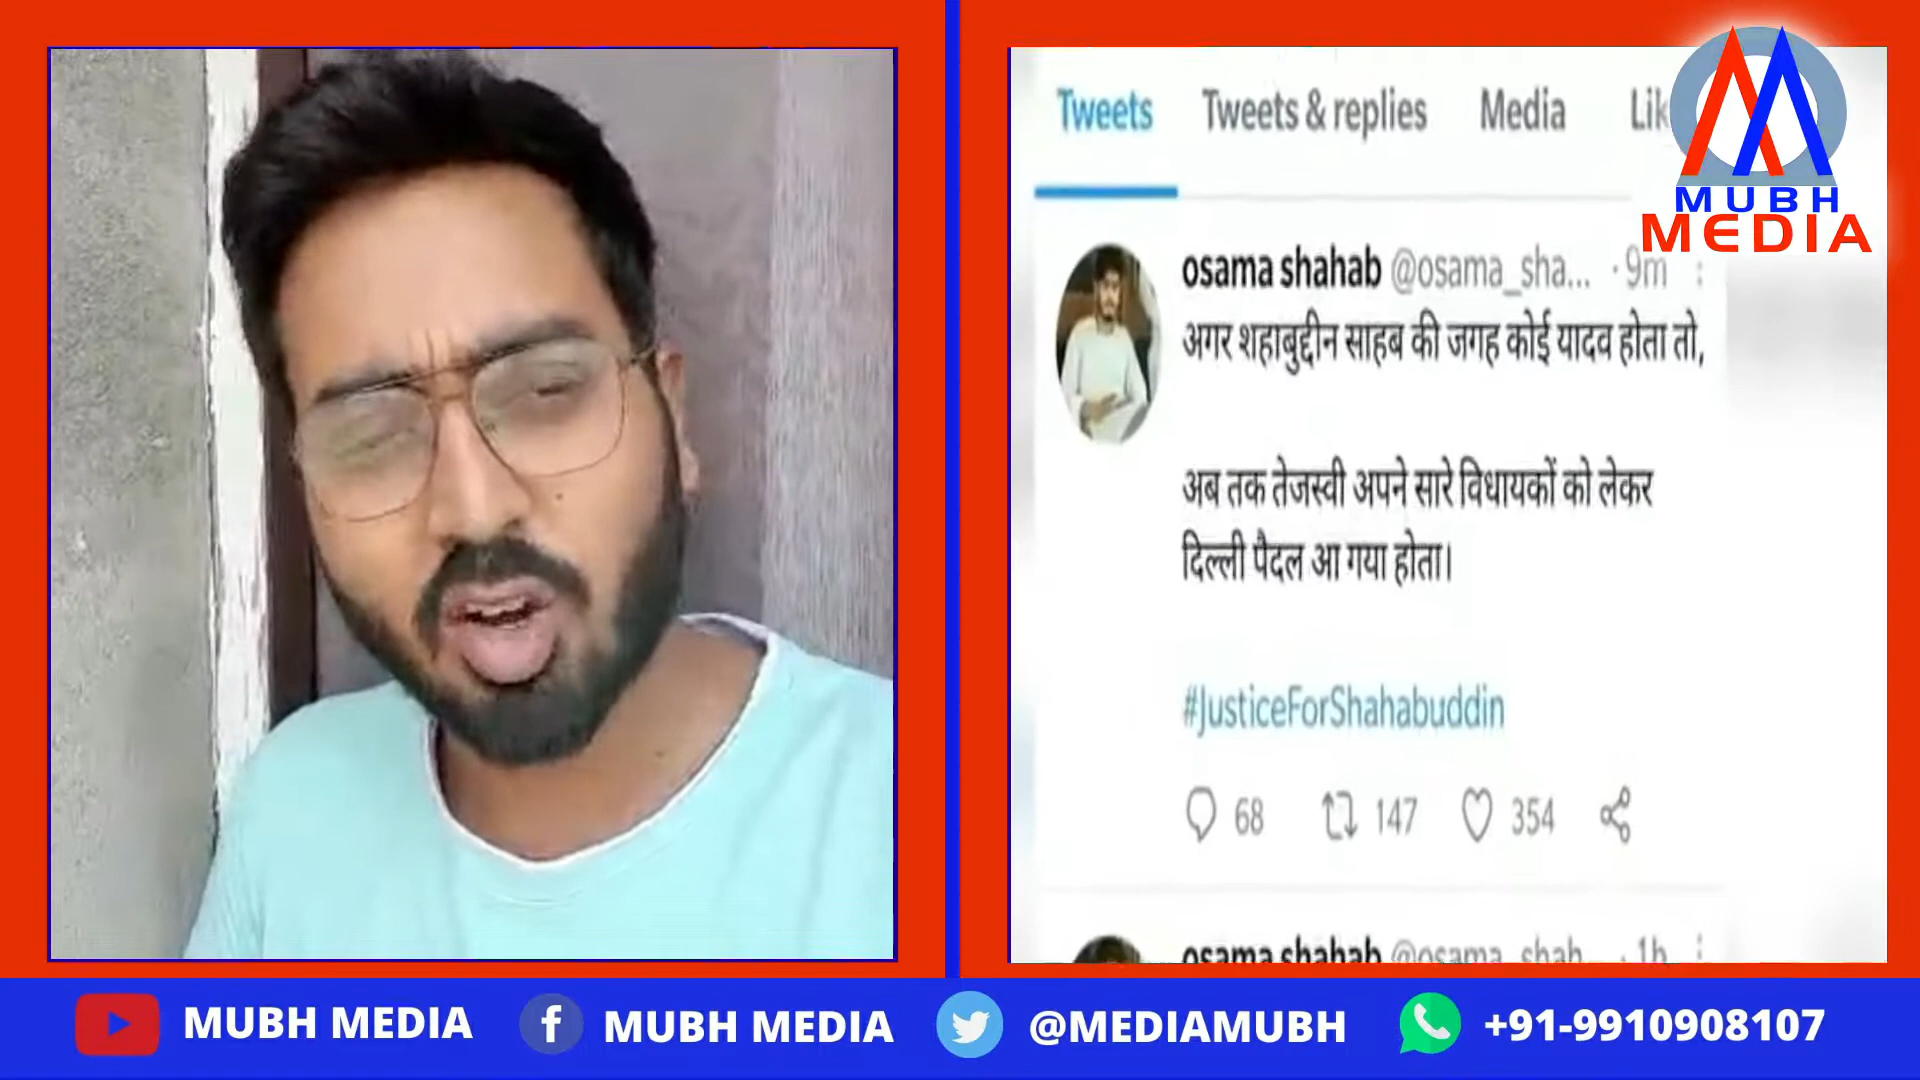 Tweets Tweets & replies Media Lik
MUBH
MEDIA
osama shahab @osama_sha... · 9m
अगर शहाबुद्दीन साहब की जगह कोई यादव होता तो,
अब तक तेजस्वी अपने सारे विधायकों को लेकर
दिल्ली पैदल आ गया होता।
#JusticeForShahabuddin
68 147 354
osama shahab @osama_shah... · 1h
MUBH MEDIA MUBH MEDIA @MEDIAMUBH +91-9910908107